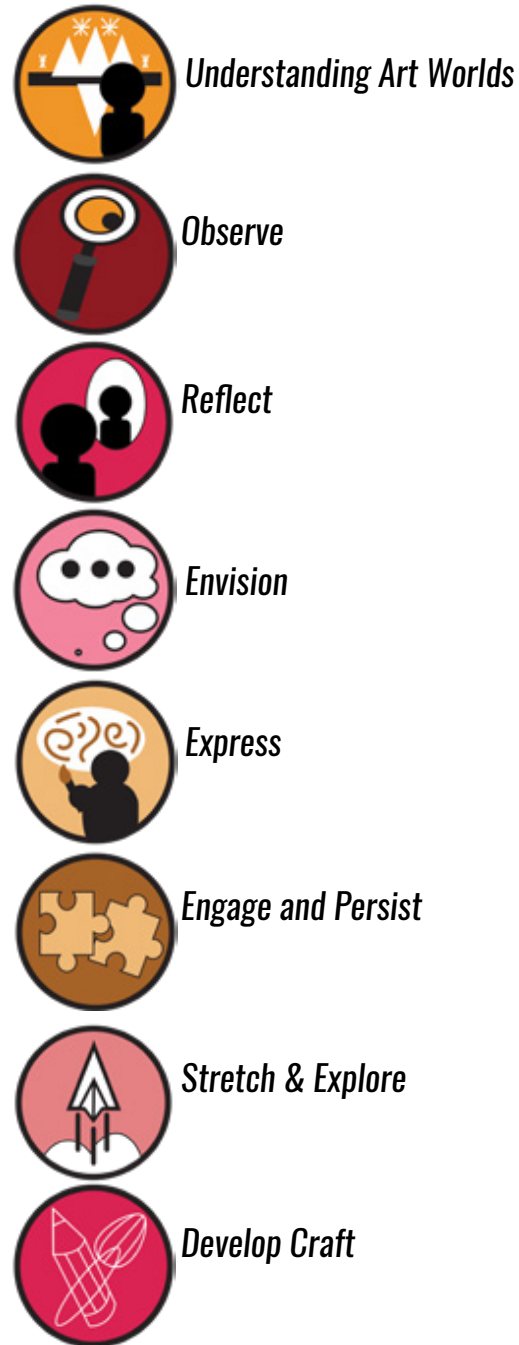 Understanding Art Worlds
Observe
Reflect
Envision
Express
Engage and Persist
Stretch & Explore
Develop Craft